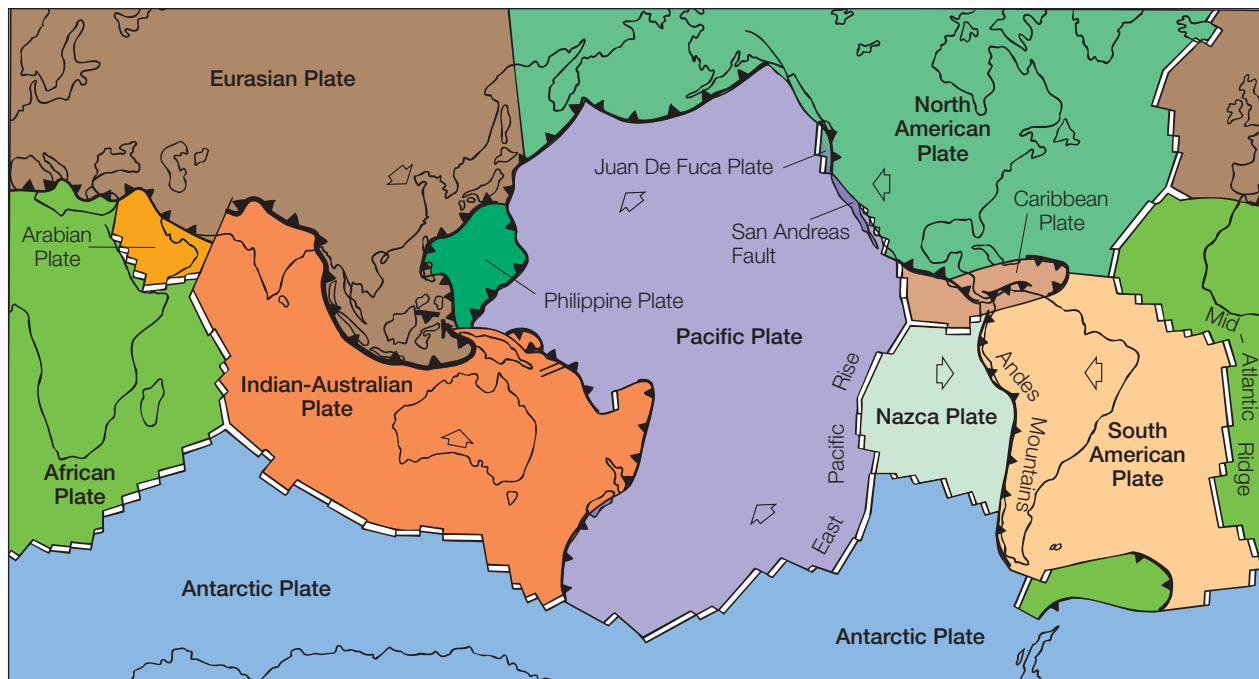 Eurasian Plate
North
American
Plate
Juan De Fuca Plate
Caribbean
Plate
San Andreas
Fault
Arabian
Plate
Philippine Plate
Pacific Plate
Mid-Atlantic Ridge
Indian-Australian
Plate
East Pacific Rise
Nazca Plate
Andes Mountains
South
American
Plate
African
Plate
Antarctic Plate
Antarctic Plate